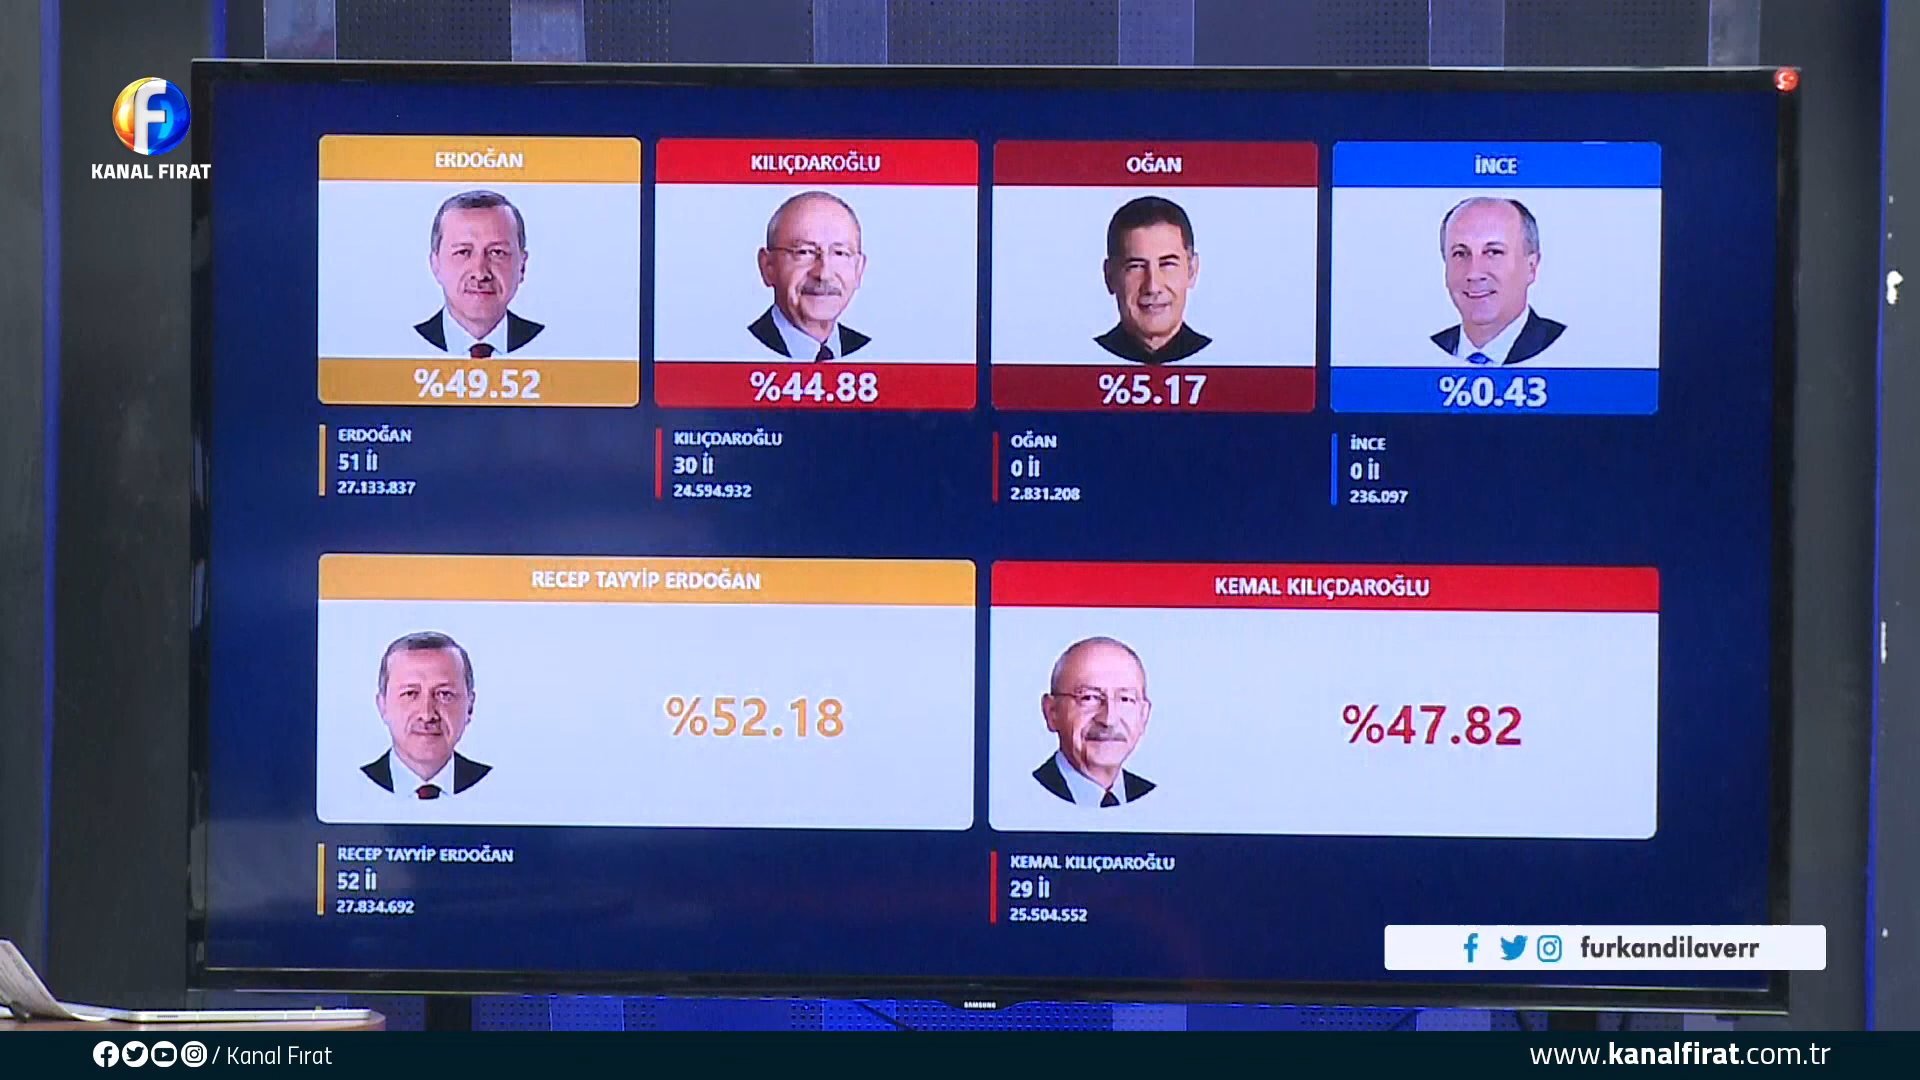 KANAL FIRAT
ERDOĞAN
KILIÇDAROĞLU
OĞAN
İNCE
%49.52
%44.88
%5.17
%0.43
ERDOĞAN
51 İl
27.133.837
KILIÇDAROĞLU
30 İl
24.594.932
OĞAN
0 İl
2.831.208
İNCE
0 İl
236.097
RECEP TAYYİP ERDOĞAN
%52.18
KEMAL KILIÇDAROĞLU
%47.82
RECEP TAYYİP ERDOĞAN
52 İl
27.834.692
KEMAL KILIÇDAROĞLU
29 İl
25.504.552
furkandilaverr
SAMSUNG
/ Kanal Fırat
www.kanalfirat.com.tr